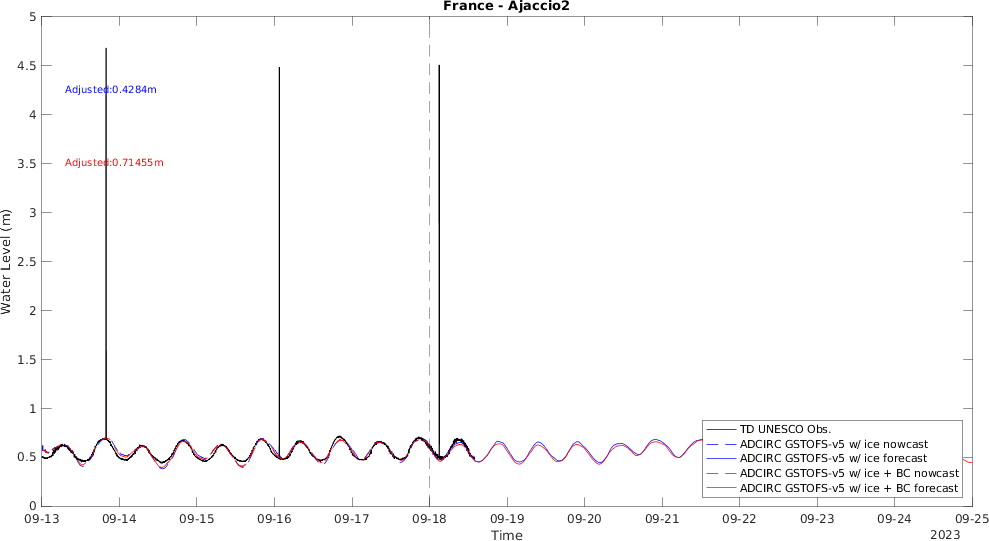 France - Ajaccio2
5
4.5
4
3.5
3
2.5
2
1.5
1
0.5
0
Water Level (m)
Adjusted:0.4284m
Adjusted:0.71455m
TD UNESCO Obs.
ADCIRC GSTOFS-v5 w/ ice nowcast
ADCIRC GSTOFS-v5 w/ ice forecast
ADCIRC GSTOFS-v5 w/ ice + BC nowcast
ADCIRC GSTOFS-v5 w/ ice + BC forecast
09-13 09-14 09-15 09-16 09-17 09-18 09-19 09-20 09-21 09-22 09-23 09-24 09-25
Time
2023